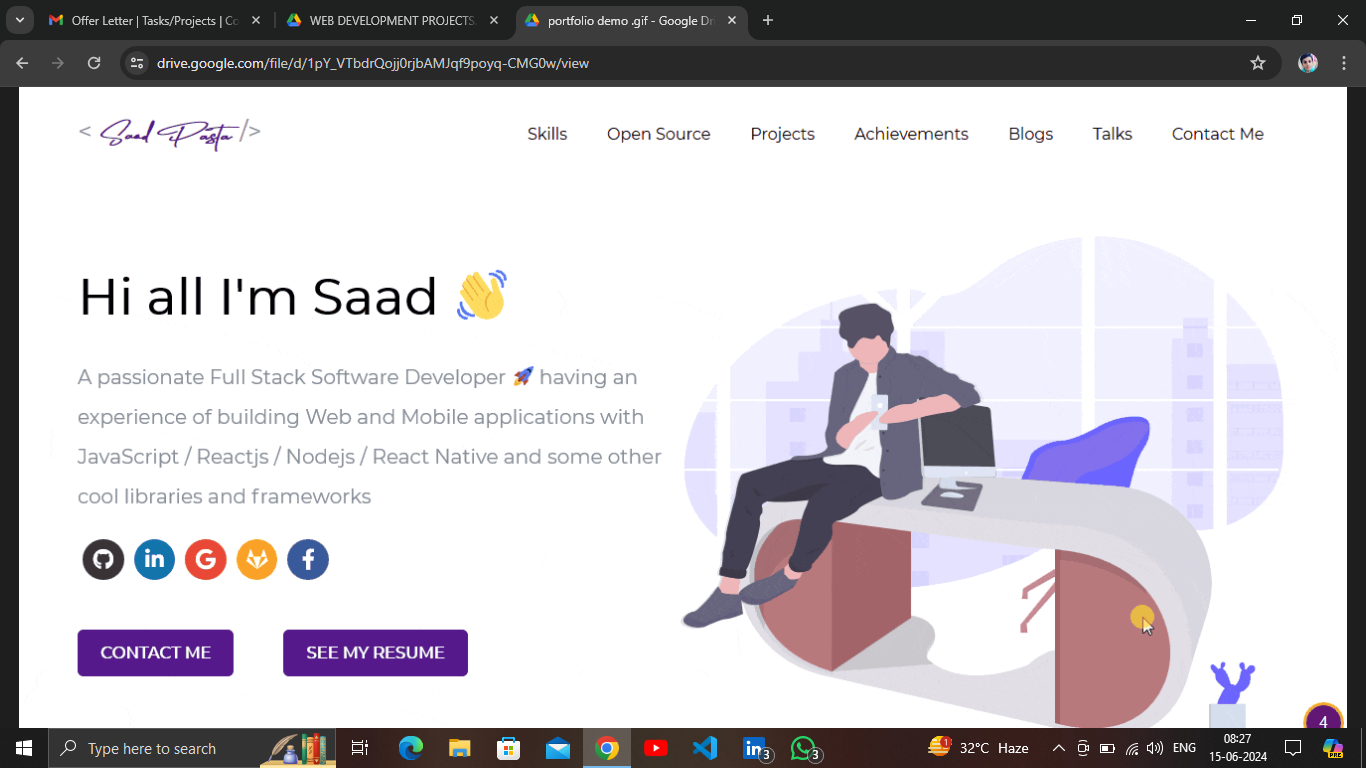 Offer Letter | Tasks/Projects | Co
WEB DEVELOPMENT PROJECTS
portfolio demo .gif - Google Dr
drive.google.com/file/d/1pY_VTbdrQojj0rjbAMJqf9poyq-CMG0w/view
< Saad Pasta />
Skills Open Source Projects Achievements Blogs Talks Contact Me
Hi all I'm Saad 👋
A passionate Full Stack Software Developer 🚀 having an
experience of building Web and Mobile applications with
JavaScript / Reactjs / Nodejs / React Native and some other
cool libraries and frameworks
in G f
CONTACT ME SEE MY RESUME
4
Type here to search
in 3
3
1
32°C Haze
ENG
08:27
15-06-2024
PRE